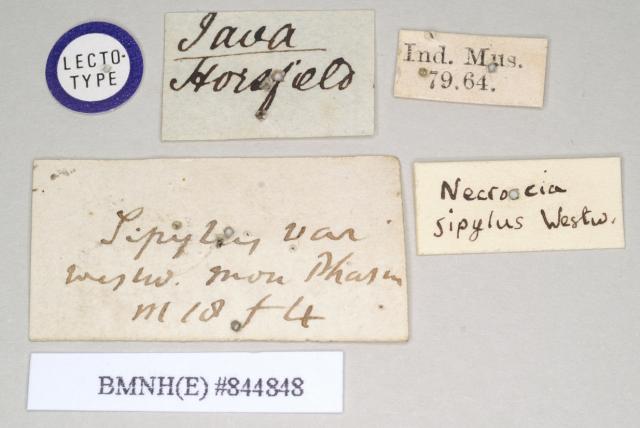 LECTO-
TYPE
Java
Horsfield
Ind. Mus.
79.64.
Sipylus var
westw. mon Phasm
m 18 f 4
Necroscia
sipylus Westw.
BMNH(E) #844848